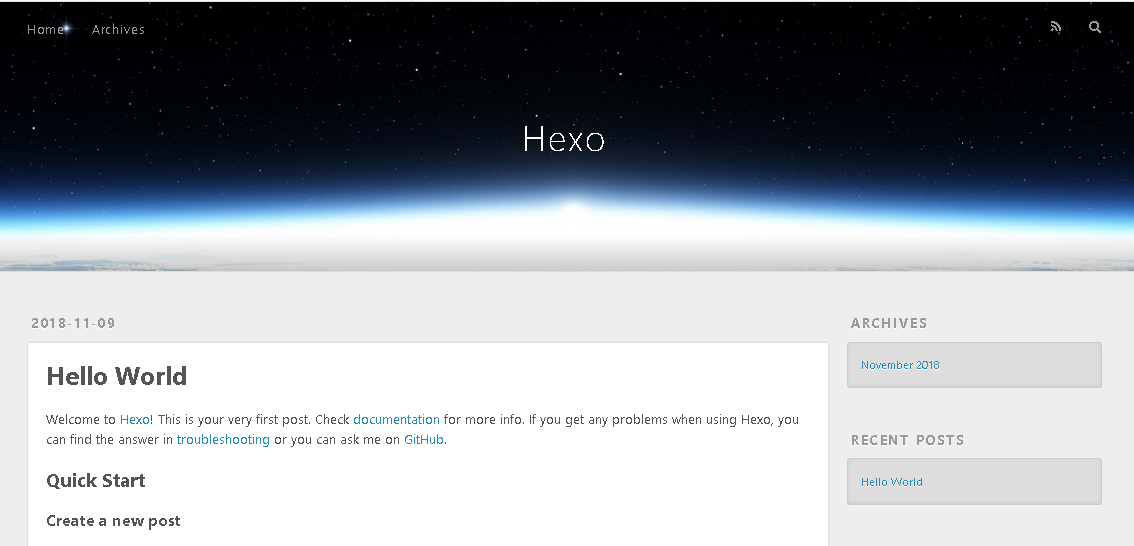 Home Archives
Hexo
2018-11-09
Hello World
Welcome to Hexo! This is your very first post. Check documentation for more info. If you get any problems when using Hexo, you
can find the answer in troubleshooting or you can ask me on GitHub.
Quick Start
Create a new post
ARCHIVES
November 2018
RECENT POSTS
Hello World